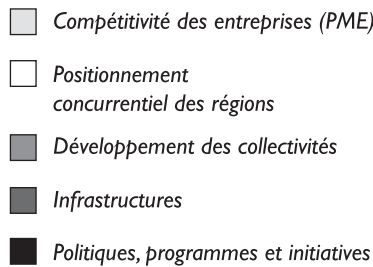 Compétitivité des entreprises (PME)
Positionnement
concurrentiel des régions
Développement des collectivités
Infrastructures
Politiques, programmes et initiatives